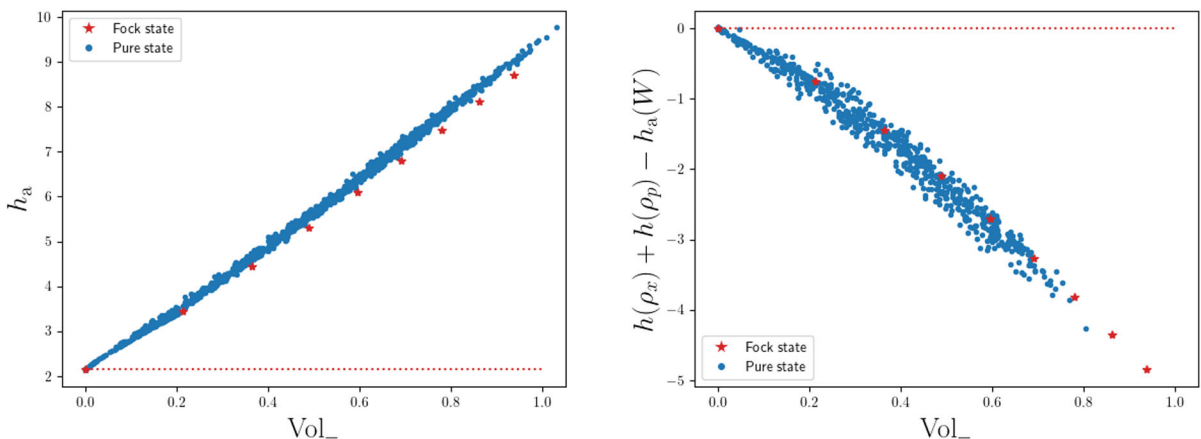 10
9
8
7
6
5
4
3
2
h_a
0.0 0.2 0.4 0.6 0.8 1.0
Vol_
Fock state
Pure state
0
−1
−2
−3
−4
−5
h(ρ_x) + h(ρ_p) − h_a(W)
0.0 0.2 0.4 0.6 0.8 1.0
Vol_
Fock state
Pure state